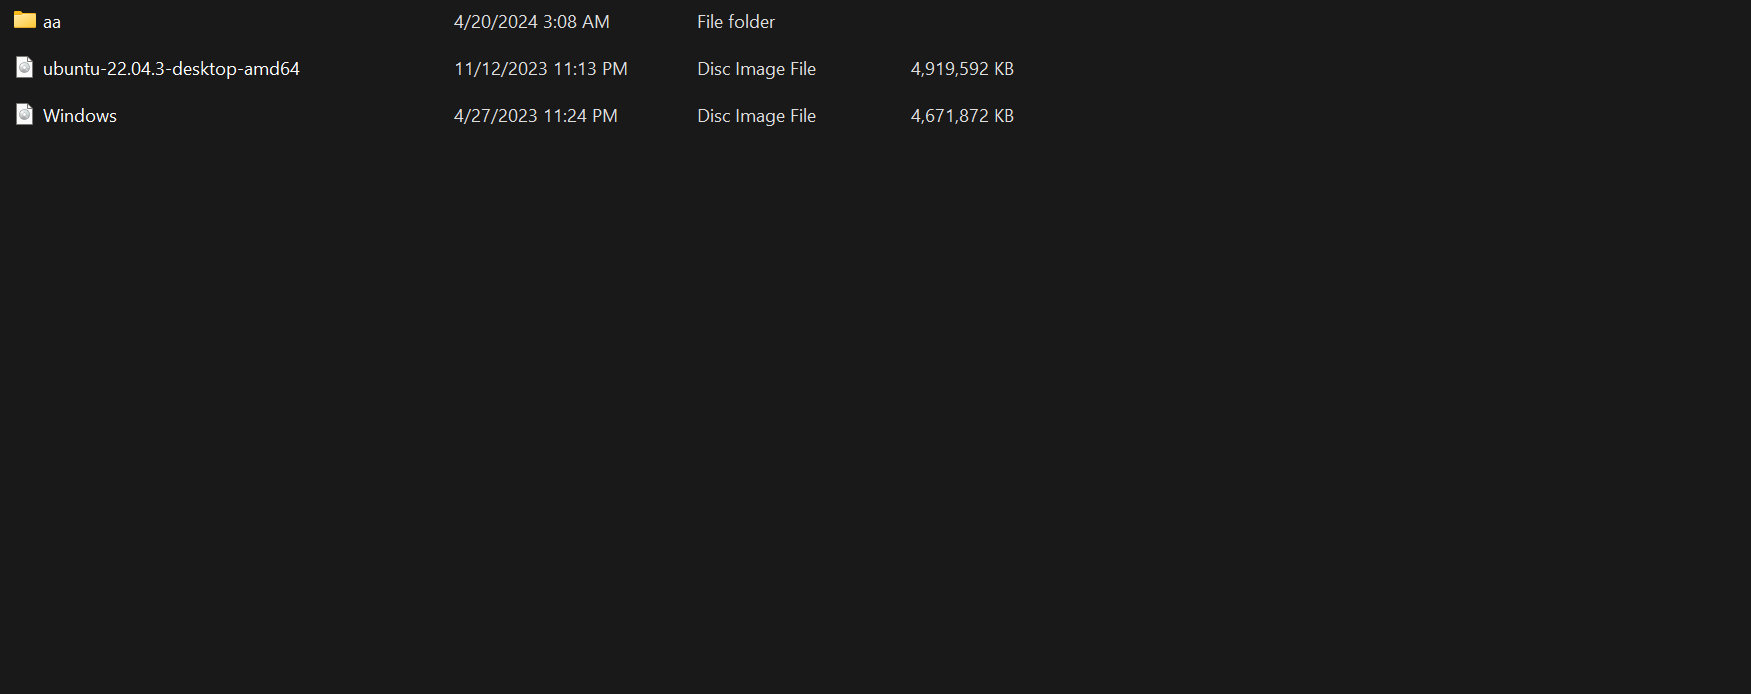 aa 4/20/2024 3:08 AM File folder
ubuntu-22.04.3-desktop-amd64 11/12/2023 11:13 PM Disc Image File 4,919,592 KB
Windows 4/27/2023 11:24 PM Disc Image File 4,671,872 KB